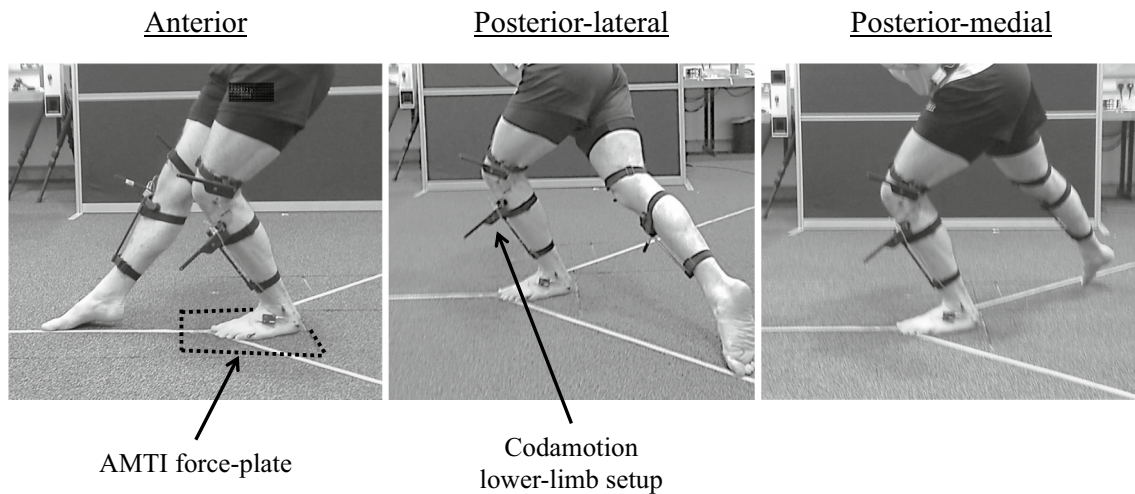 Anterior
Posterior-lateral
Posterior-medial
AMTI force-plate
Codamotion
lower-limb setup